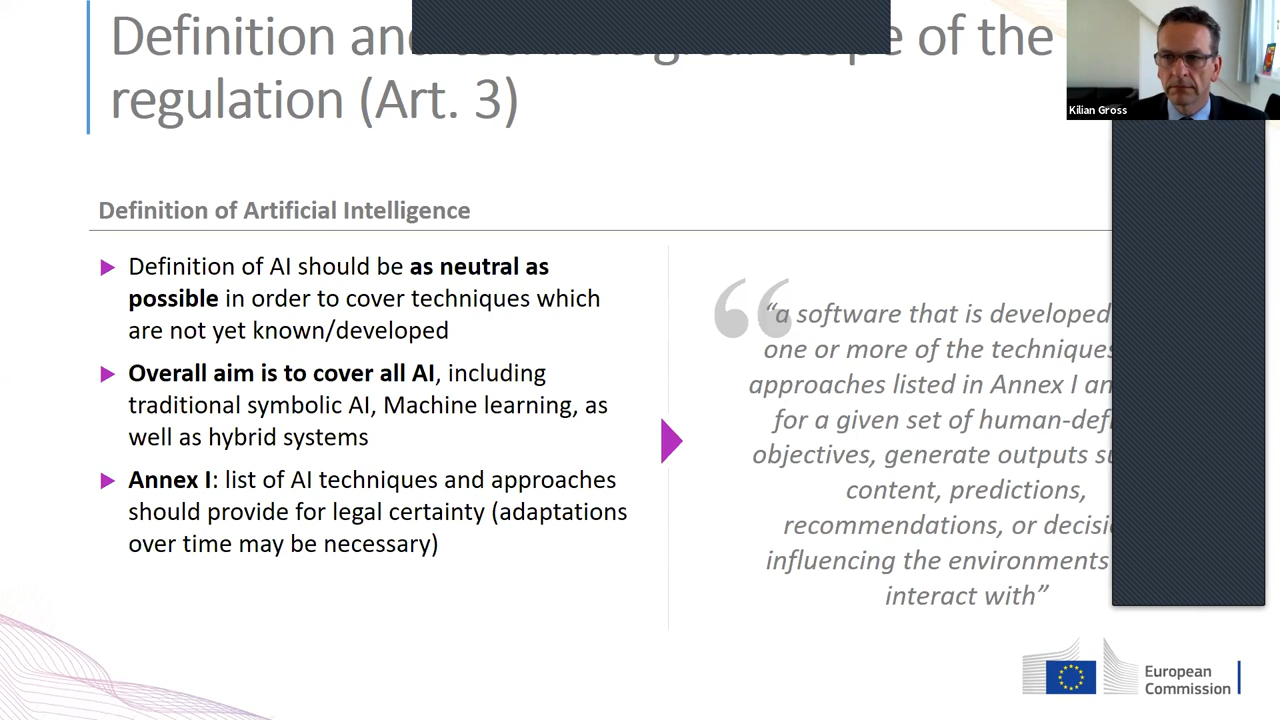 Definition and technological scope of the
regulation (Art. 3)
Kilian Gross
Definition of Artificial Intelligence
Definition of AI should be as neutral as
possible in order to cover techniques which
are not yet known/developed
Overall aim is to cover all AI, including
traditional symbolic AI, Machine learning, as
well as hybrid systems
Annex I: list of AI techniques and approaches
should provide for legal certainty (adaptations
over time may be necessary)
“a software that is developed
one or more of the techniques
approaches listed in Annex I
for a given set of
objectives, generate outputs
content, predictions,
recommendations, or
influencing the environments
interact with”
European
Commission